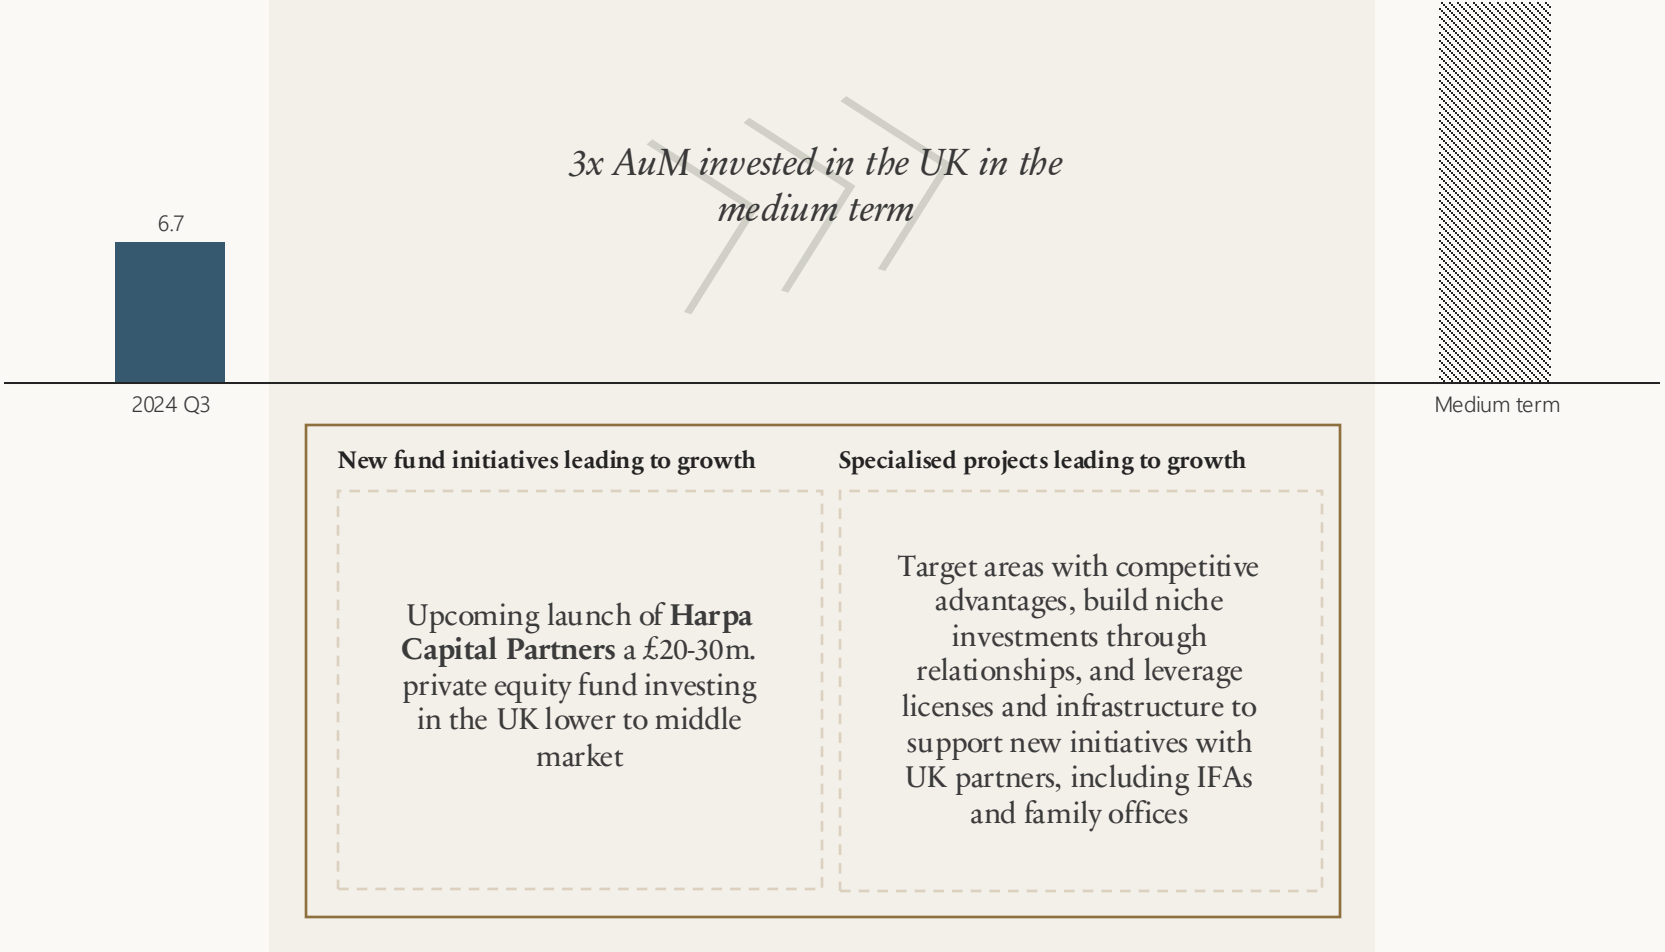 3x AuM invested in the UK in the
medium term
6.7
2024 Q3
Medium term
New fund initiatives leading to growth
Upcoming launch of Harpa
Capital Partners a £20-30m.
private equity fund investing
in the UK lower to middle
market
Specialised projects leading to growth
Target areas with competitive
advantages, build niche
investments through
relationships, and leverage
licenses and infrastructure to
support new initiatives with
UK partners, including IFAs
and family offices